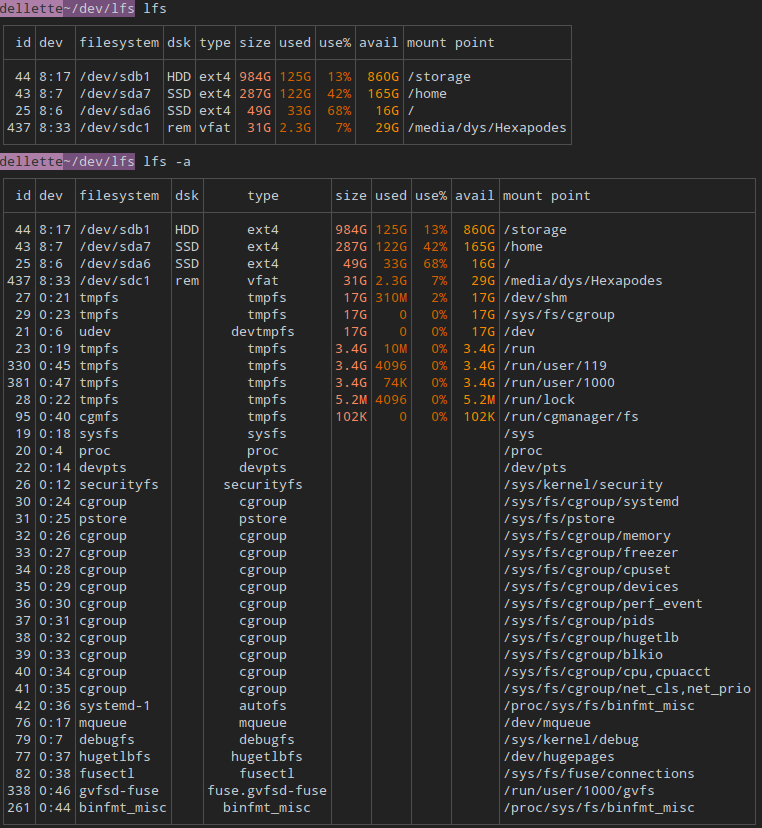 dellette~/dev/lfs lfs
id dev filesystem dsk type size used use% avail mount point
44 8:17 /dev/sdb1 HDD ext4 984G 125G 13% 860G /storage
43 8:7 /dev/sda7 SSD ext4 287G 122G 42% 165G /home
25 8:6 /dev/sda6 SSD ext4 49G 33G 68% 16G /
437 8:33 /dev/sdc1 rem vfat 31G 2.3G 7% 29G /media/dys/Hexapodes
dellette~/dev/lfs lfs -a
id dev filesystem dsk type size used use% avail mount point
44 8:17 /dev/sdb1 HDD ext4 984G 125G 13% 860G /storage
43 8:7 /dev/sda7 SSD ext4 287G 122G 42% 165G /home
25 8:6 /dev/sda6 SSD ext4 49G 33G 68% 16G /
437 8:33 /dev/sdc1 rem vfat 31G 2.3G 7% 29G /media/dys/Hexapodes
27 0:21 tmpfs tmpfs 17G 310M 2% 17G /dev/shm
29 0:23 tmpfs tmpfs 17G 0 0% 17G /sys/fs/cgroup
21 0:6 udev devtmpfs 17G 0 0% 17G /dev
23 0:19 tmpfs tmpfs 3.4G 10M 0% 3.4G /run
330 0:45 tmpfs tmpfs 3.4G 4096 0% 3.4G /run/user/119
381 0:47 tmpfs tmpfs 3.4G 74K 0% 3.4G /run/user/1000
28 0:22 tmpfs tmpfs 5.2M 4096 0% 5.2M /run/lock
95 0:40 cgmfs tmpfs 102K 0 0% 102K /run/cgmanager/fs
19 0:18 sysfs sysfs /sys
20 0:4 proc proc /proc
22 0:14 devpts devpts /dev/pts
26 0:12 securityfs securityfs /sys/kernel/security
30 0:24 cgroup cgroup /sys/fs/cgroup/systemd
31 0:25 pstore pstore /sys/fs/pstore
32 0:26 cgroup cgroup /sys/fs/cgroup/memory
33 0:27 cgroup cgroup /sys/fs/cgroup/freezer
34 0:28 cgroup cgroup /sys/fs/cgroup/cpuset
35 0:29 cgroup cgroup /sys/fs/cgroup/devices
36 0:30 cgroup cgroup /sys/fs/cgroup/perf_event
37 0:31 cgroup cgroup /sys/fs/cgroup/pids
38 0:32 cgroup cgroup /sys/fs/cgroup/hugetlb
39 0:33 cgroup cgroup /sys/fs/cgroup/blkio
40 0:34 cgroup cgroup /sys/fs/cgroup/cpu,cpuacct
41 0:35 cgroup cgroup /sys/fs/cgroup/net_cls,net_prio
42 0:36 systemd-1 autofs /proc/sys/fs/binfmt_misc
76 0:17 mqueue mqueue /dev/mqueue
79 0:7 debugfs debugfs /sys/kernel/debug
77 0:37 hugetlbfs hugetlbfs /dev/hugepages
82 0:38 fusectl fusectl /sys/fs/fuse/connections
338 0:46 gvfsd-fuse fuse.gvfsd-fuse /run/user/1000/gvfs
261 0:44 binfmt_misc binfmt_misc /proc/sys/fs/binfmt_misc